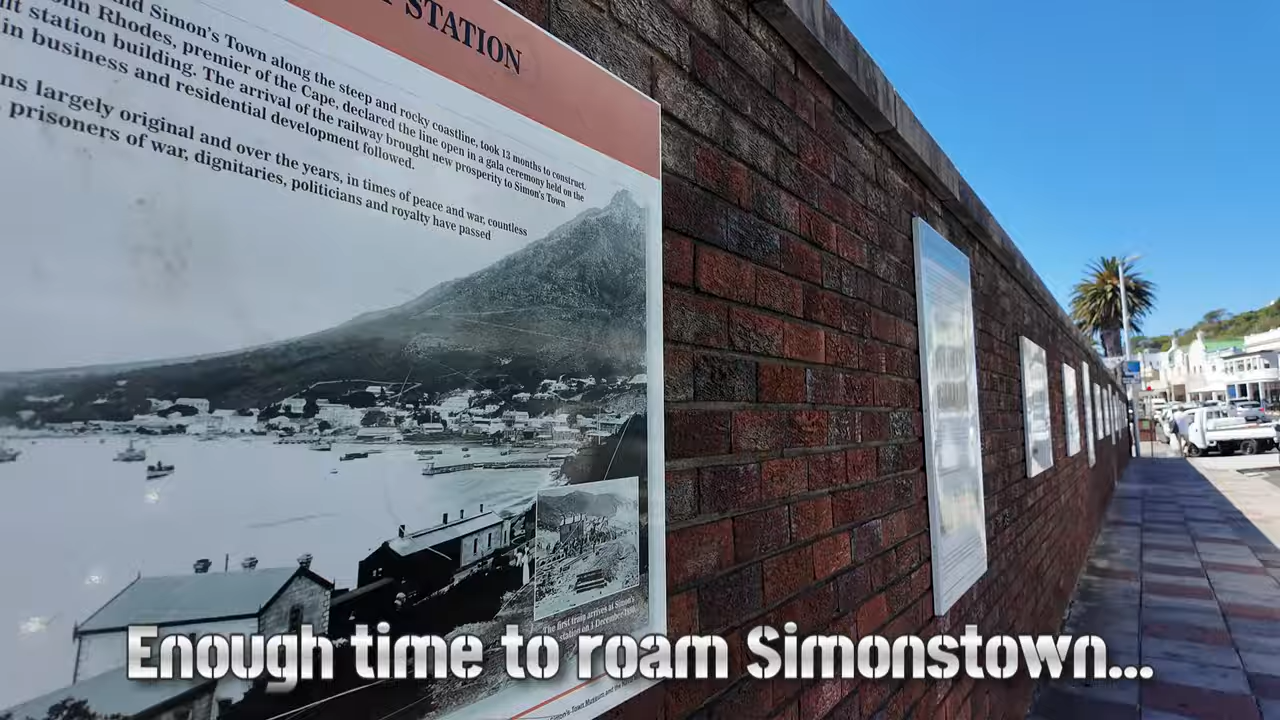 STATION
nd Simon's Town along the steep and rocky coastline, took 13 months to construct.
hn Rhodes, premier of the Cape, declared the line open in a gala ceremony held on the
station building. The arrival of the railway brought new prosperity to Simon's Town
in business and residential development followed.
ns largely original and over the years, in times of peace and war, countless
prisoners of war, dignitaries, politicians and royalty have passed
The first train arrives at Simon's
station on 1 December 1890.
Enough time to roam Simonstown...